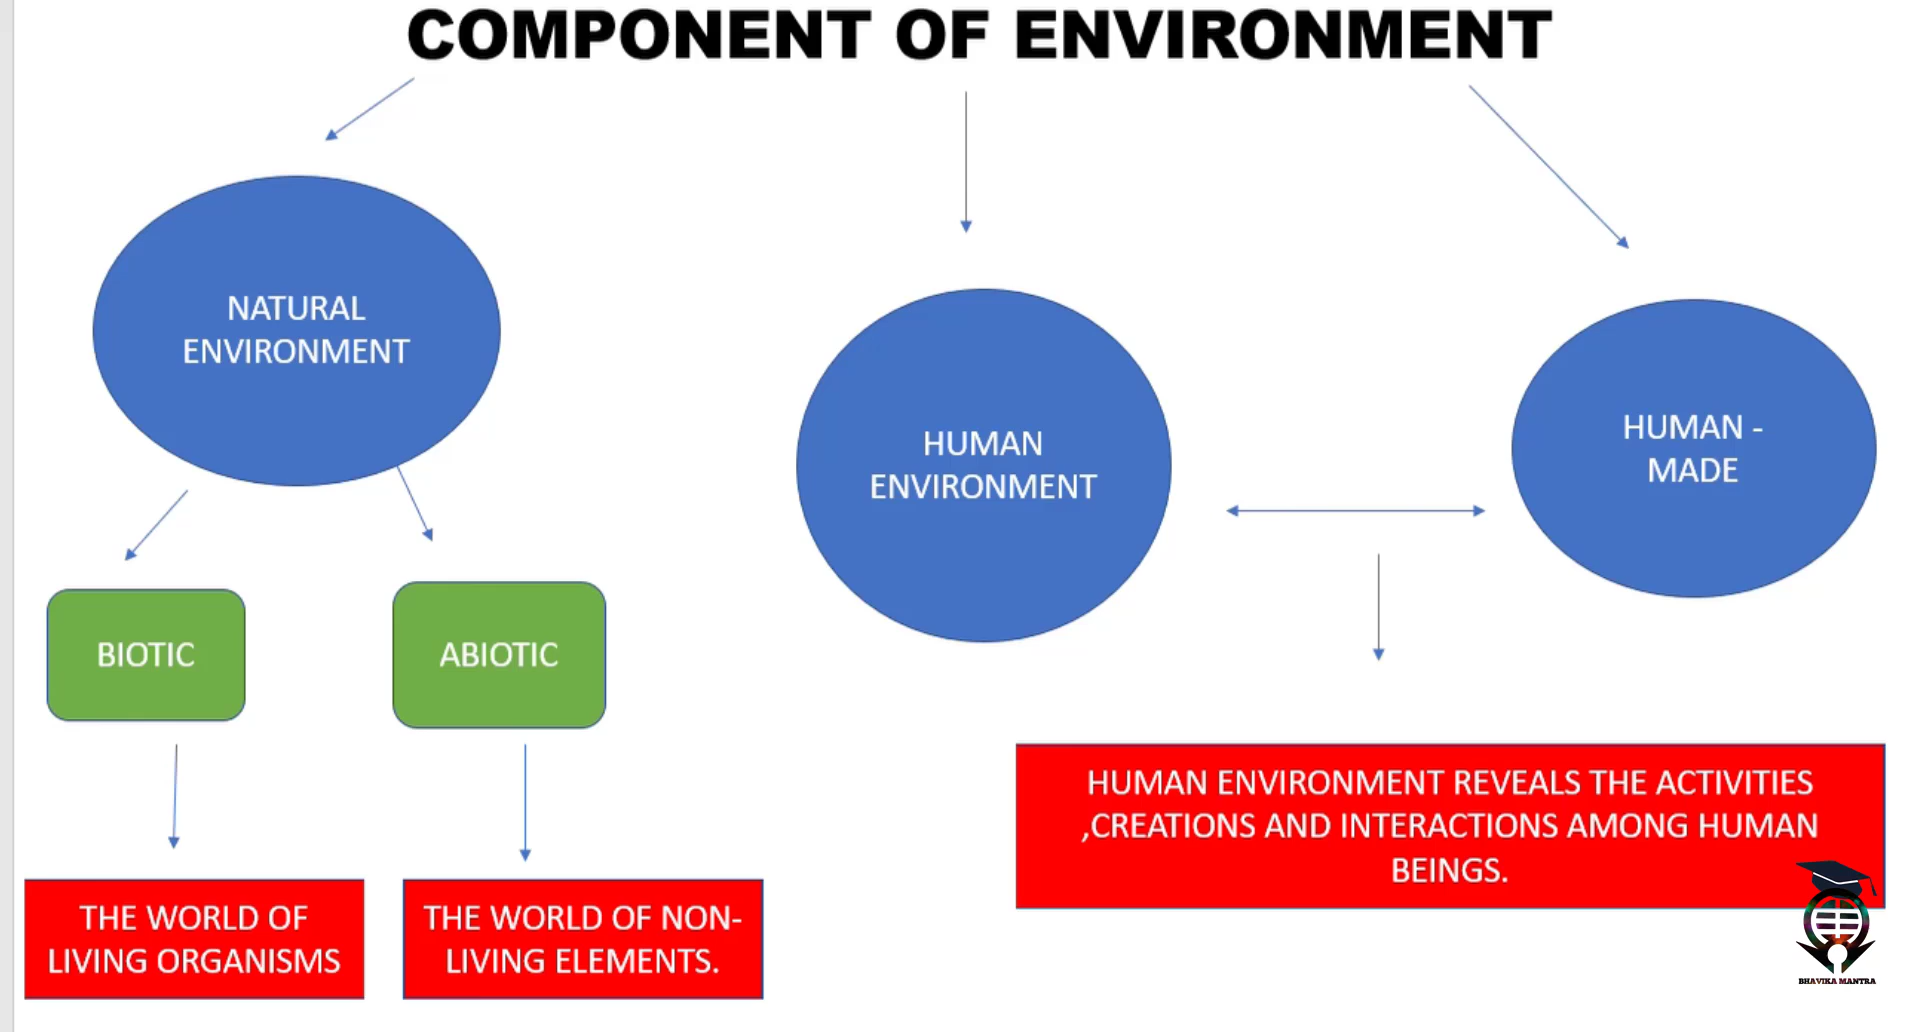 COMPONENT OF ENVIRONMENT
NATURAL
ENVIRONMENT
HUMAN
ENVIRONMENT
HUMAN -
MADE
BIOTIC
ABIOTIC
THE WORLD OF
LIVING ORGANISMS
THE WORLD OF NON-
LIVING ELEMENTS.
HUMAN ENVIRONMENT REVEALS THE ACTIVITIES
,CREATIONS AND INTERACTIONS AMONG HUMAN
BEINGS.
BHAVIKA MANTRA